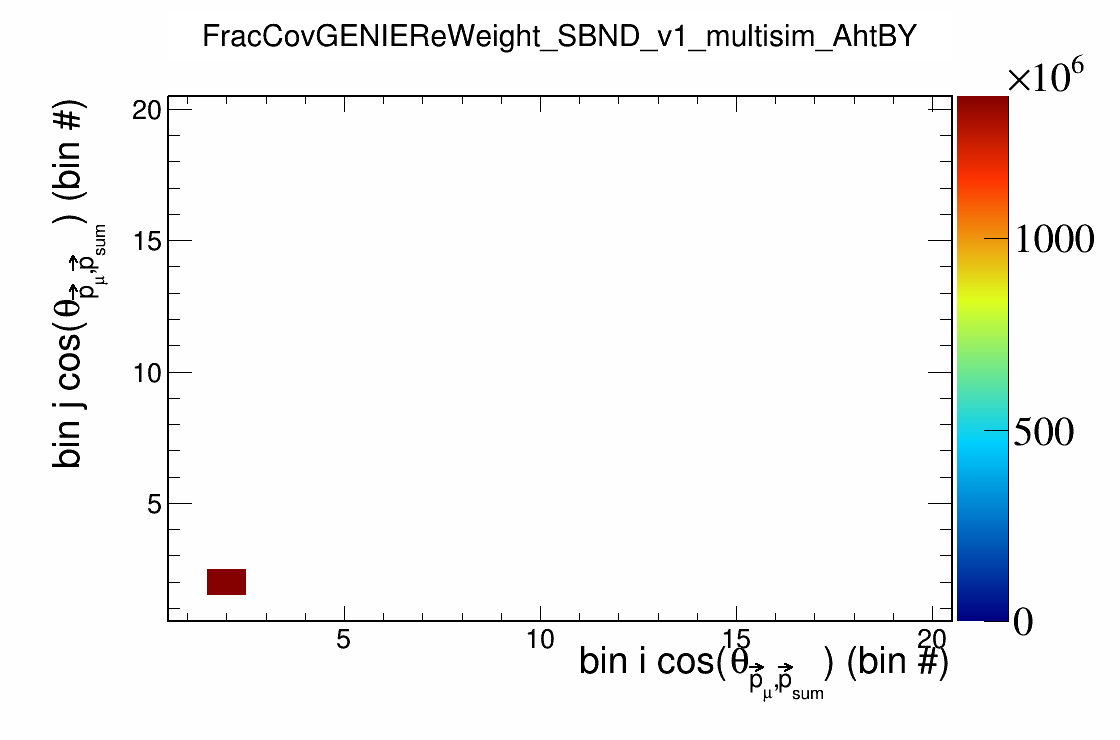 FracCovGENIEReWeight_SBND_v1_multisim_AhtBY
×10⁶
bin j cos(θ_{p⃗_μ,p⃗_sum}) (bin #)
20
15
10
5
1000
500
0
5 10 15 20
bin i cos(θ_{p⃗_μ,p⃗_sum}) (bin #)